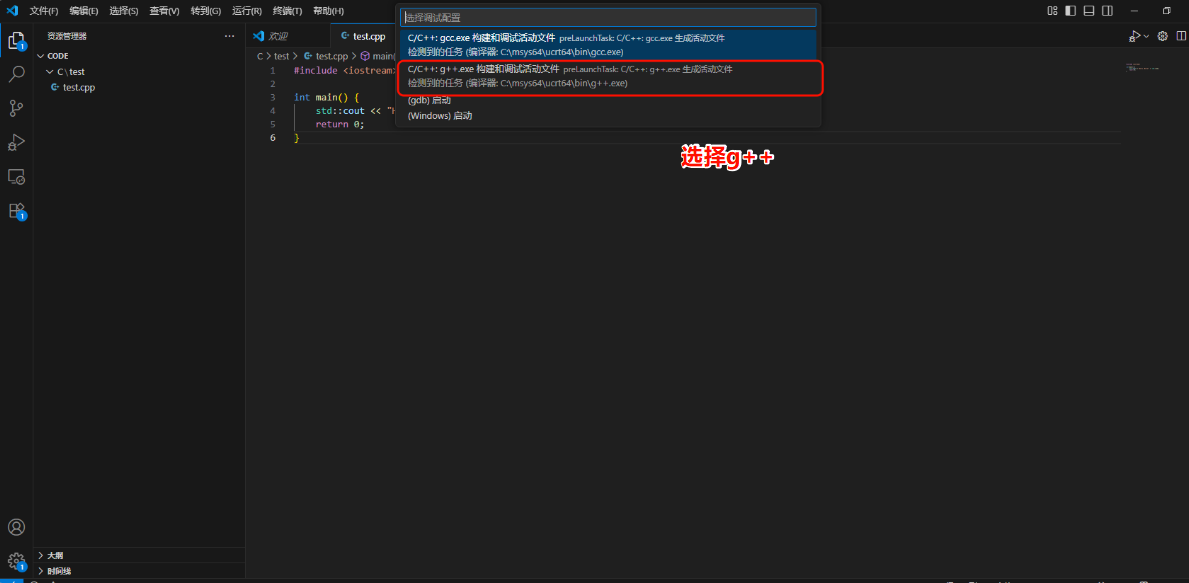 文件(F) 编辑(E) 选择(S) 查看(V) 转到(G) 运行(R) 终端(T) 帮助(H)
选择调试配置
C/C++: gcc.exe 构建和调试活动文件 preLaunchTask: C/C++: gcc.exe 生成活动文件
检测到的任务 (编译器: C:\msys64\ucrt64\bin\gcc.exe)
C/C++: g++.exe 构建和调试活动文件 preLaunchTask: C/C++: g++.exe 生成活动文件
检测到的任务 (编译器: C:\msys64\ucrt64\bin\g++.exe)
(gdb) 启动
(Windows) 启动
选择g++
资源管理器
CODE
C \ test
test.cpp
大纲
时间线
1
1
1
欢迎
test.cpp
C > test > test.cpp > main(
1 #include <iostream>
2
3 int main() {
4 std::cout << "H
5 return 0;
6 }